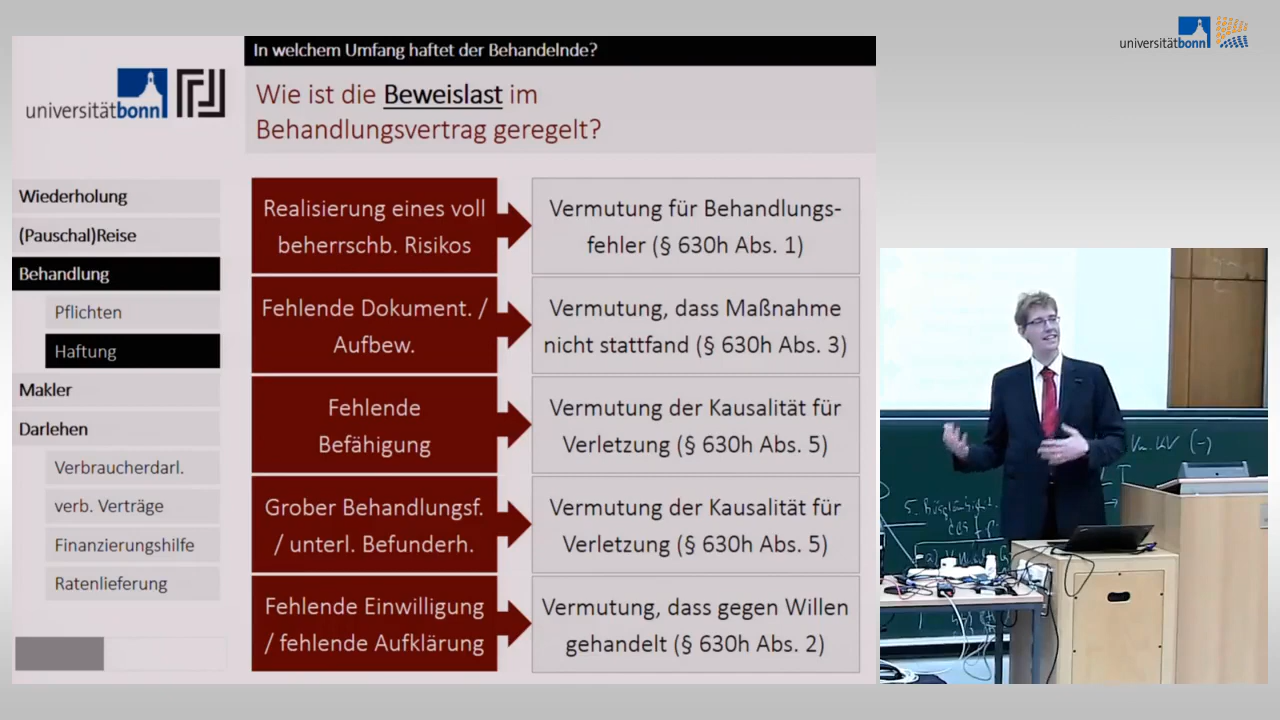 universitätbonn
In welchem Umfang haftet der Behandelnde?
universitätbonn
Wie ist die Beweislast im
Behandlungsvertrag geregelt?
Wiederholung
(Pauschal)Reise
Behandlung
Pflichten
Haftung
Makler
Darlehen
Verbraucherdarl.
verb. Verträge
Finanzierungshilfe
Ratenlieferung
Realisierung eines voll
beherrschb. Risikos
Vermutung für Behandlungs-
fehler (§ 630h Abs. 1)
Fehlende Dokument. /
Aufbew.
Vermutung, dass Maßnahme
nicht stattfand (§ 630h Abs. 3)
Fehlende
Befähigung
Vermutung der Kausalität für
Verletzung (§ 630h Abs. 5)
Grober Behandlungsf.
/ unterl. Befunderh.
Vermutung der Kausalität für
Verletzung (§ 630h Abs. 5)
Fehlende Einwilligung
/ fehlende Aufklärung
Vermutung, dass gegen Willen
gehandelt (§ 630h Abs. 2)
(-)
5.
a)